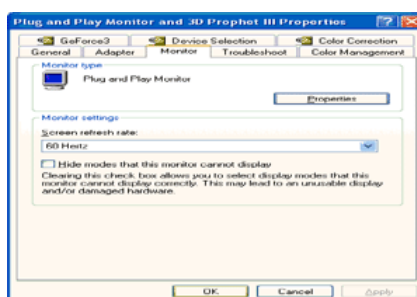 Plug and Play Monitor and 3D Prophet III Properties
GeForce3 Device Selection Color Correction
General Adapter Monitor Troubleshoot Color Management
Monitor type
Plug and Play Monitor
Properties
Monitor settings
Screen refresh rate:
60 Hertz
Hide modes that this monitor cannot display
Clearing this check box allows you to select display modes that this
monitor cannot display correctly. This may lead to an unusable display
and/or damaged hardware.
OK Cancel Apply